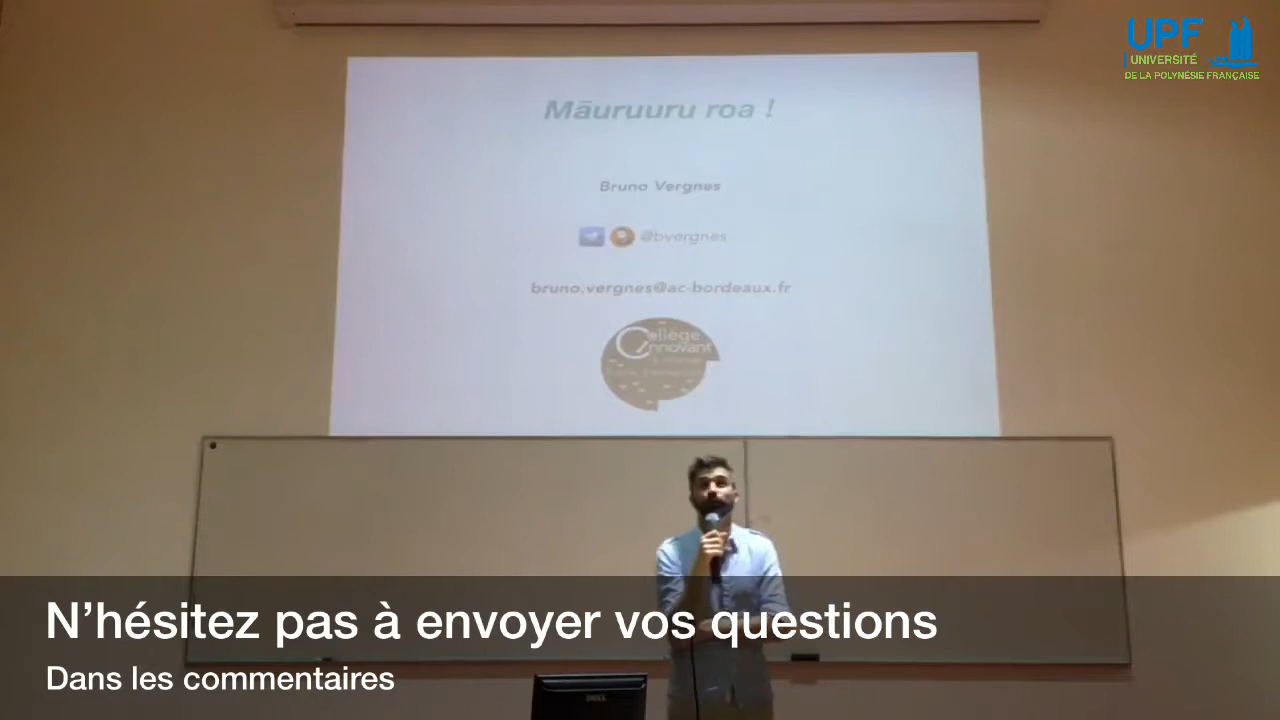 UPF
UNIVERSITÉ
DE LA POLYNÉSIE FRANÇAISE
Māuruuru roa !
Bruno Vergnes
@bvergnes
bruno.vergnes@ac-bordeaux.fr
Collège
innovant
DELL
N’hésitez pas à envoyer vos questions
Dans les commentaires